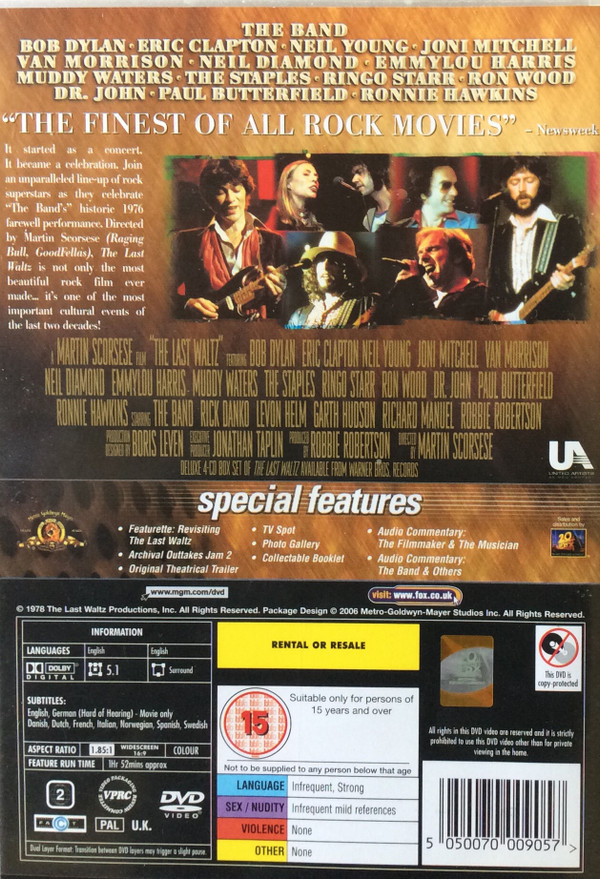 THE BAND
BOB DYLAN · ERIC CLAPTON · NEIL YOUNG · JONI MITCHELL
VAN MORRISON · NEIL DIAMOND · EMMYLOU HARRIS
MUDDY WATERS · THE STAPLES · RINGO STARR · RON WOOD
DR. JOHN · PAUL BUTTERFIELD · RONNIE HAWKINS
“THE FINEST OF ALL ROCK MOVIES” – Newsweek
It started as a concert.
It became a celebration. Join
an unparalleled line-up of rock
superstars as they celebrate
“The Band’s” historic 1976
farewell performance. Directed
by Martin Scorsese (Raging
Bull, GoodFellas), The Last
Waltz is not only the most
beautiful rock film ever
made... it’s one of the most
important cultural events of
the last two decades!
A MARTIN SCORSESE FILM “THE LAST WALTZ” FEATURING BOB DYLAN ERIC CLAPTON NEIL YOUNG JONI MITCHELL VAN MORRISON
NEIL DIAMOND EMMYLOU HARRIS MUDDY WATERS THE STAPLES RINGO STARR RON WOOD DR. JOHN PAUL BUTTERFIELD
RONNIE HAWKINS STARRING THE BAND RICK DANKO LEVON HELM GARTH HUDSON RICHARD MANUEL ROBBIE ROBERTSON
PRODUCTION DESIGNED BY BORIS LEVEN EXECUTIVE PRODUCER JONATHAN TAPLIN PRODUCED BY ROBBIE ROBERTSON DIRECTED BY MARTIN SCORSESE
DELUXE 4-CD BOX SET OF THE LAST WALTZ AVAILABLE FROM WARNER BROS. RECORDS
UA
UNITED ARTISTS
special features
• Featurette: Revisiting
The Last Waltz
• Archival Outtakes Jam 2
• Original Theatrical Trailer
• TV Spot
• Photo Gallery
• Collectable Booklet
• Audio Commentary:
The Filmmaker & The Musician
• Audio Commentary:
The Band & Others
www.mgm.com/dvd
visit: www.fox.co.uk
© 1978 The Last Waltz Productions, Inc. All Rights Reserved. Package Design © 2006 Metro-Goldwyn-Mayer Studios Inc. All Rights Reserved.
INFORMATION
LANGUAGES English English
DOLBY DIGITAL 5.1 Surround
SUBTITLES:
English, German (Hard of Hearing) - Movie only
Danish, Dutch, French, Italian, Norwegian, Spanish, Swedish
ASPECT RATIO 1.85:1 WIDESCREEN 16:9 COLOUR
FEATURE RUN TIME 1Hr 52mins approx
2
VIDEO PACKAGING REVIEW COMMITTEE
VPRC
DVD
VIDEO
FACT
PAL U.K.
Dual Layer Format: Transition between DVD layers may trigger a slight pause.
RENTAL OR RESALE
15
Suitable only for persons of
15 years and over
Not to be supplied to any person below that age
LANGUAGE Infrequent, Strong
SEX / NUDITY Infrequent mild references
VIOLENCE None
OTHER None
This DVD is
copy-protected
All rights in this DVD video are reserved and it is strictly
prohibited to use this DVD video other than for private
viewing in the home.
5 050070 009057 >